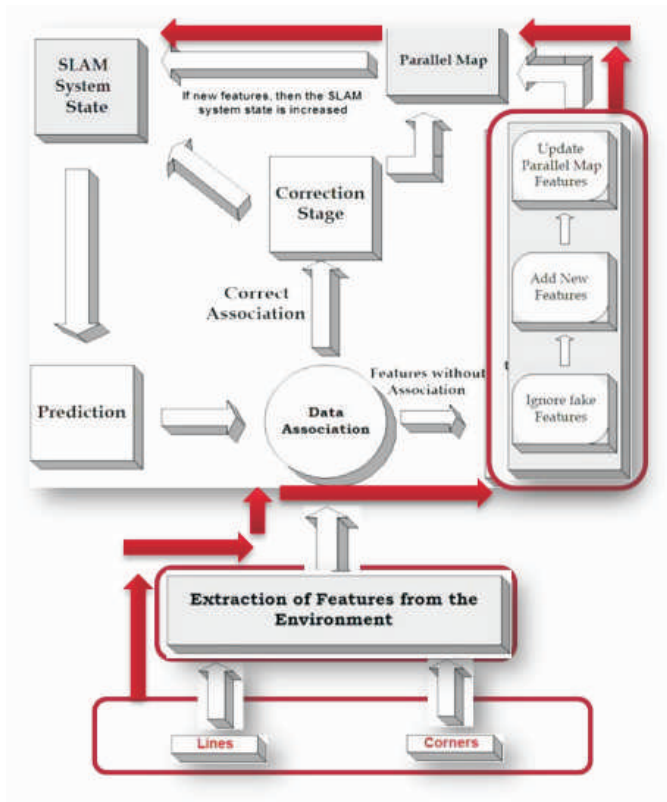 SLAM
System
State
Parallel Map
If new features, then the SLAM
system state is increased
Update
Parallel Map
Features
Correction
Stage
Add New
Features
Correct
Association
Features without
Association
Ignore fake
Features
Prediction
Data
Association
Extraction of Features from the
Environment
Lines
Corners